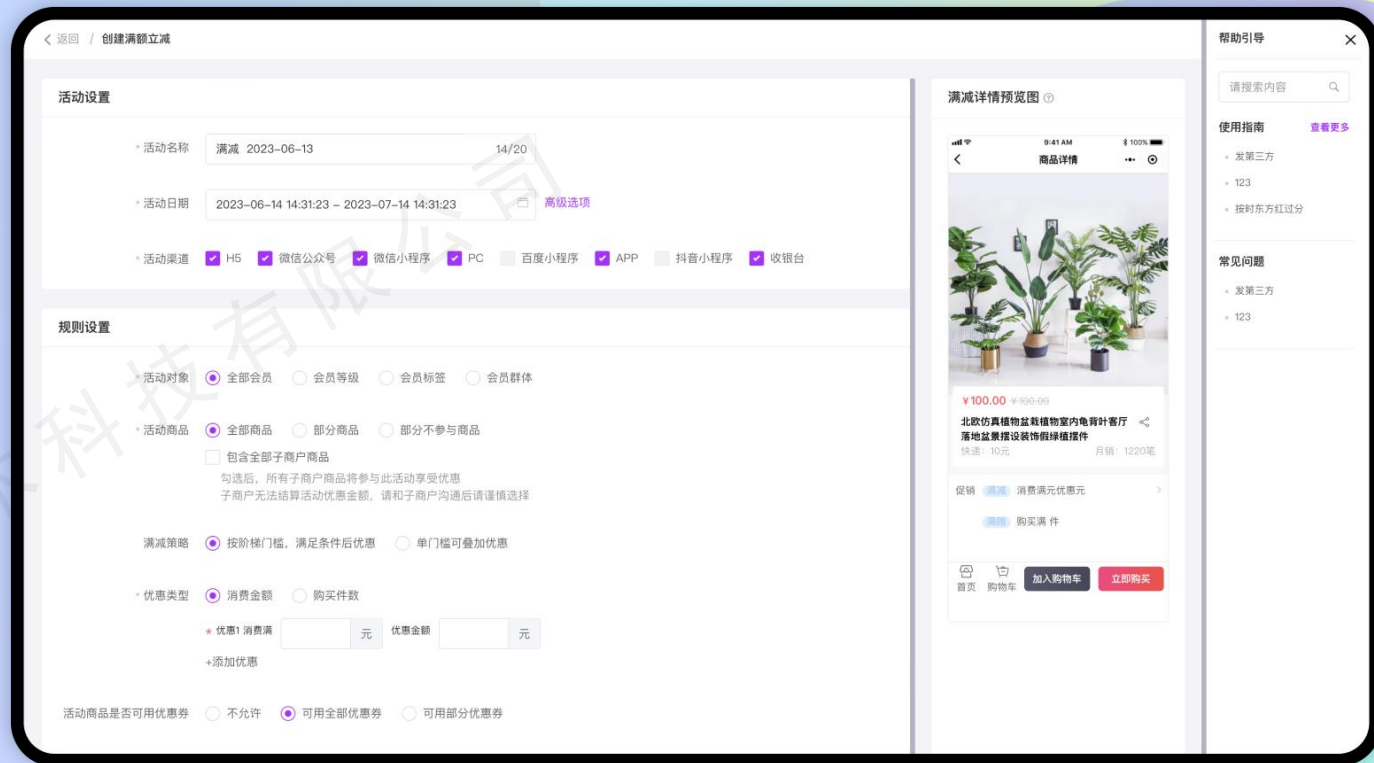 返回 / 创建满额立减
活动设置
* 活动名称 满减 2023-06-13 14/20
* 活动日期 2023-06-14 14:31:23 - 2023-07-14 14:31:23 高级选项
* 活动渠道 H5 微信公众号 微信小程序 PC 百度小程序 APP 抖音小程序 收银台
规则设置
* 活动对象 全部会员 会员等级 会员标签 会员群体
* 活动商品 全部商品 部分商品 部分不参与商品
包含全部子商户商品
勾选后，所有子商户商品将参与此活动享受优惠
子商户无法结算活动优惠金额，请和子商户沟通后请谨慎选择
满减策略 按阶梯门槛，满足条件后优惠 单门槛可叠加优惠
* 优惠类型 消费金额 购买件数
* 优惠1 消费满 元 优惠金额 元
+添加优惠
活动商品是否可用优惠券 不允许 可用全部优惠券 可用部分优惠券
满减详情预览图
9:41 AM 100%
商品详情
¥100.00 ¥100.00
北欧仿真植物盆栽植物室内龟背叶客厅
落地盆景摆设装饰假绿植摆件
快递：10元 月销：1220笔
促销 满减 消费满元优惠元
满赠 购买满 件
首页 购物车 加入购物车 立即购买
帮助引导
请搜索内容
使用指南 查看更多
发第三方
123
按时东方红过分
常见问题
发第三方
123
科技有限公司